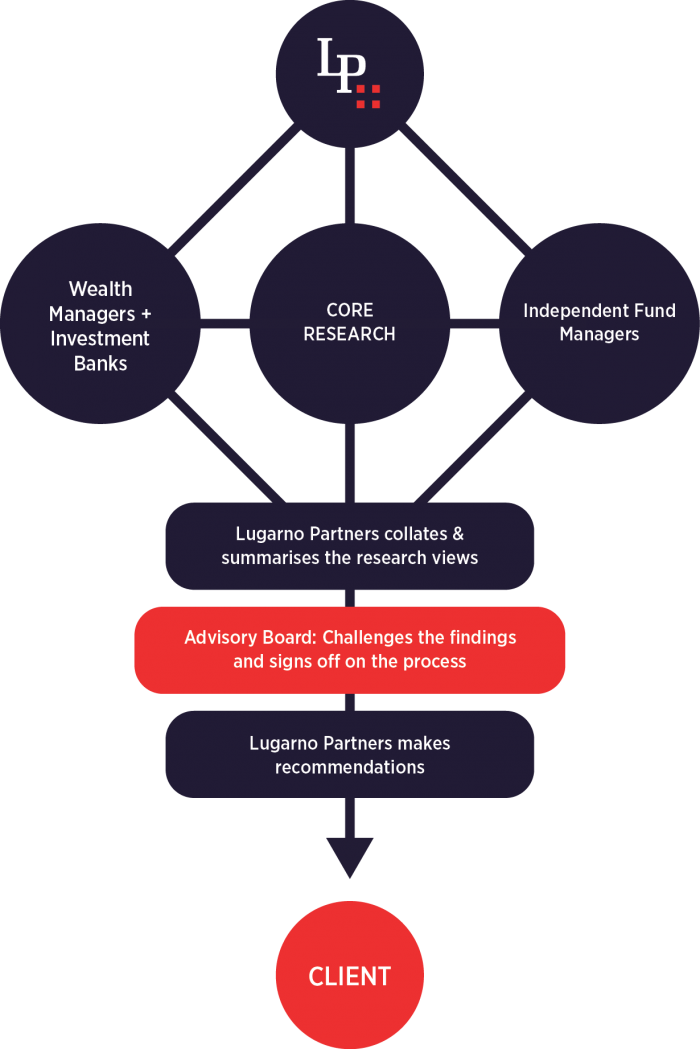 LP
Wealth
Managers +
Investment
Banks
CORE
RESEARCH
Independent Fund
Managers
Lugarno Partners collates &
summarises the research views
Advisory Board: Challenges the findings
and signs off on the process
Lugarno Partners makes
recommendations
CLIENT